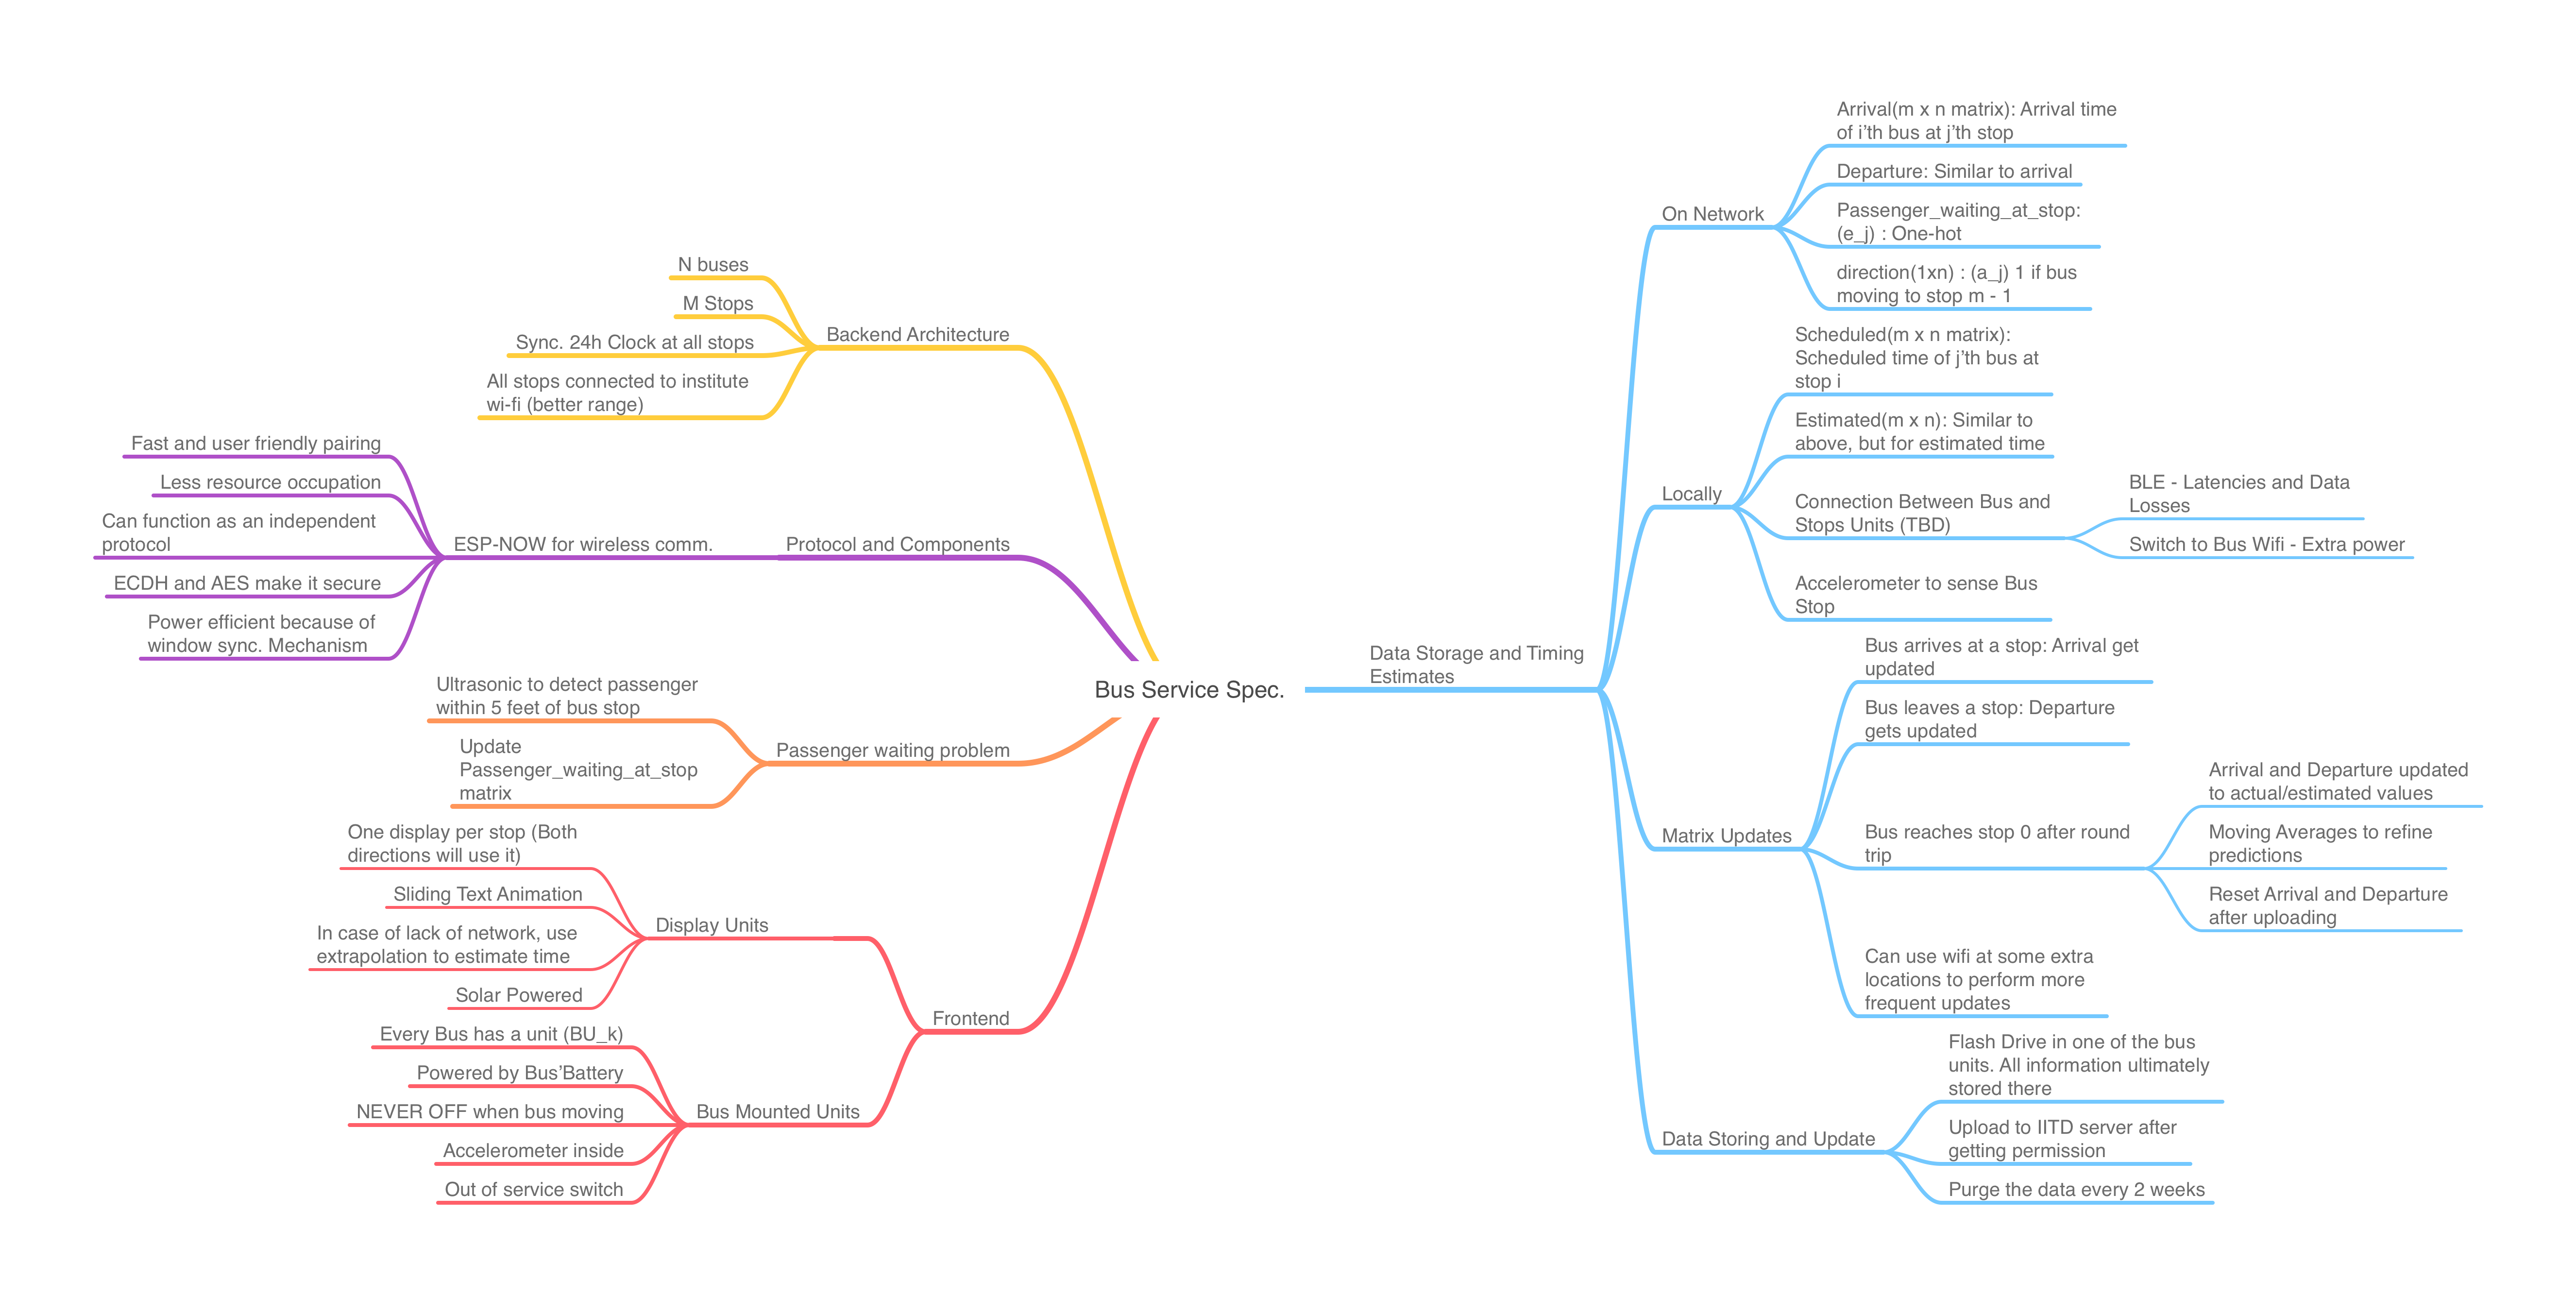 Bus Service Spec.
Backend Architecture
N buses
M Stops
Sync. 24h Clock at all stops
All stops connected to institute
wi-fi (better range)
Protocol and Components
ESP-NOW for wireless comm.
Fast and user friendly pairing
Less resource occupation
Can function as an independent
protocol
ECDH and AES make it secure
Power efficient because of
window sync. Mechanism
Passenger waiting problem
Ultrasonic to detect passenger
within 5 feet of bus stop
Update
Passenger_waiting_at_stop
matrix
Frontend
Display Units
One display per stop (Both
directions will use it)
Sliding Text Animation
In case of lack of network, use
extrapolation to estimate time
Solar Powered
Bus Mounted Units
Every Bus has a unit (BU_k)
Powered by Bus’Battery
NEVER OFF when bus moving
Accelerometer inside
Out of service switch
Data Storage and Timing
Estimates
On Network
Arrival(m x n matrix): Arrival time
of i’th bus at j’th stop
Departure: Similar to arrival
Passenger_waiting_at_stop:
(e_j) : One-hot
direction(1xn) : (a_j) 1 if bus
moving to stop m - 1
Locally
Scheduled(m x n matrix):
Scheduled time of j’th bus at
stop i
Estimated(m x n): Similar to
above, but for estimated time
Connection Between Bus and
Stops Units (TBD)
BLE - Latencies and Data
Losses
Switch to Bus Wifi - Extra power
Accelerometer to sense Bus
Stop
Matrix Updates
Bus arrives at a stop: Arrival get
updated
Bus leaves a stop: Departure
gets updated
Bus reaches stop 0 after round
trip
Arrival and Departure updated
to actual/estimated values
Moving Averages to refine
predictions
Reset Arrival and Departure
after uploading
Can use wifi at some extra
locations to perform more
frequent updates
Data Storing and Update
Flash Drive in one of the bus
units. All information ultimately
stored there
Upload to IITD server after
getting permission
Purge the data every 2 weeks